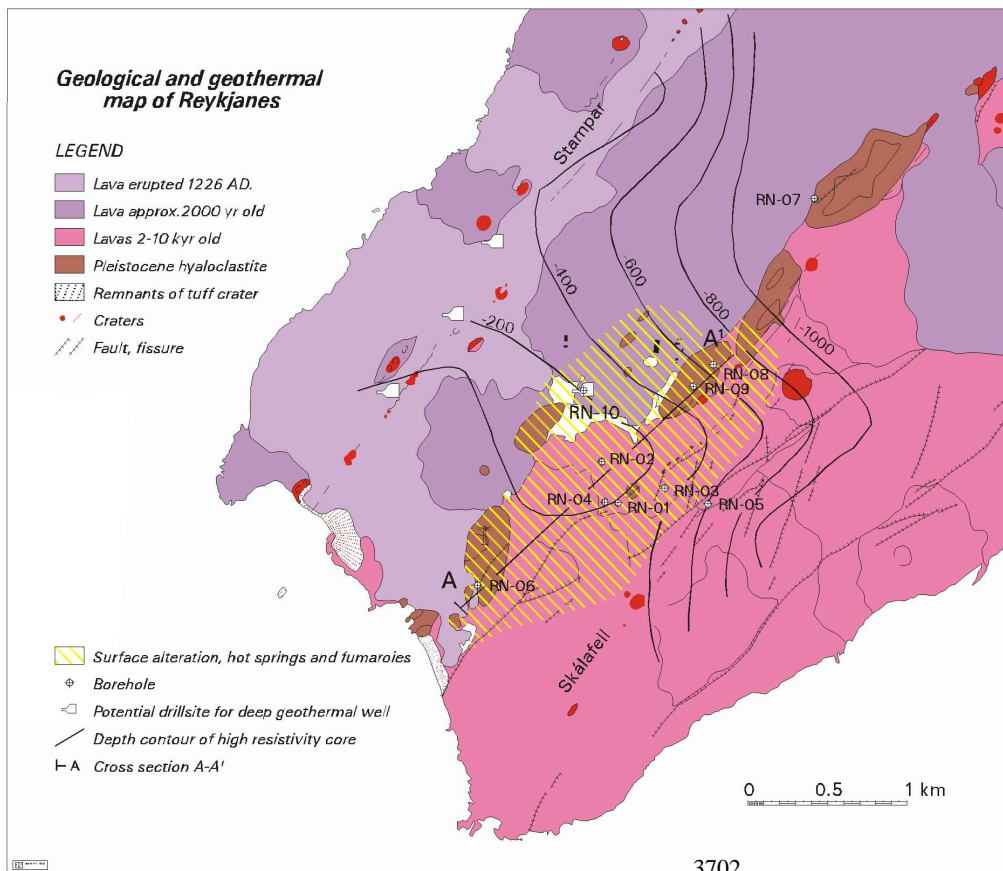 Geological and geothermal
map of Reykjanes
LEGEND
Lava erupted 1226 AD.
Lava approx.2000 yr old
Lavas 2-10 kyr old
Pleistocene hyaloclastite
Remnants of tuff crater
Craters
Fault, fissure
Stampar
RN-07
-400
-600
-800
-1000
-200
A¹
RN-08
RN-09
RN-10
RN-02
RN-03
RN-04
RN-01
RN-05
A
RN-06
Skálafell
Surface alteration, hot springs and fumaroies
Borehole
Potential drillsite for deep geothermal well
Depth contour of high resistivity core
A Cross section A-A'
0 0.5 1 km
3702